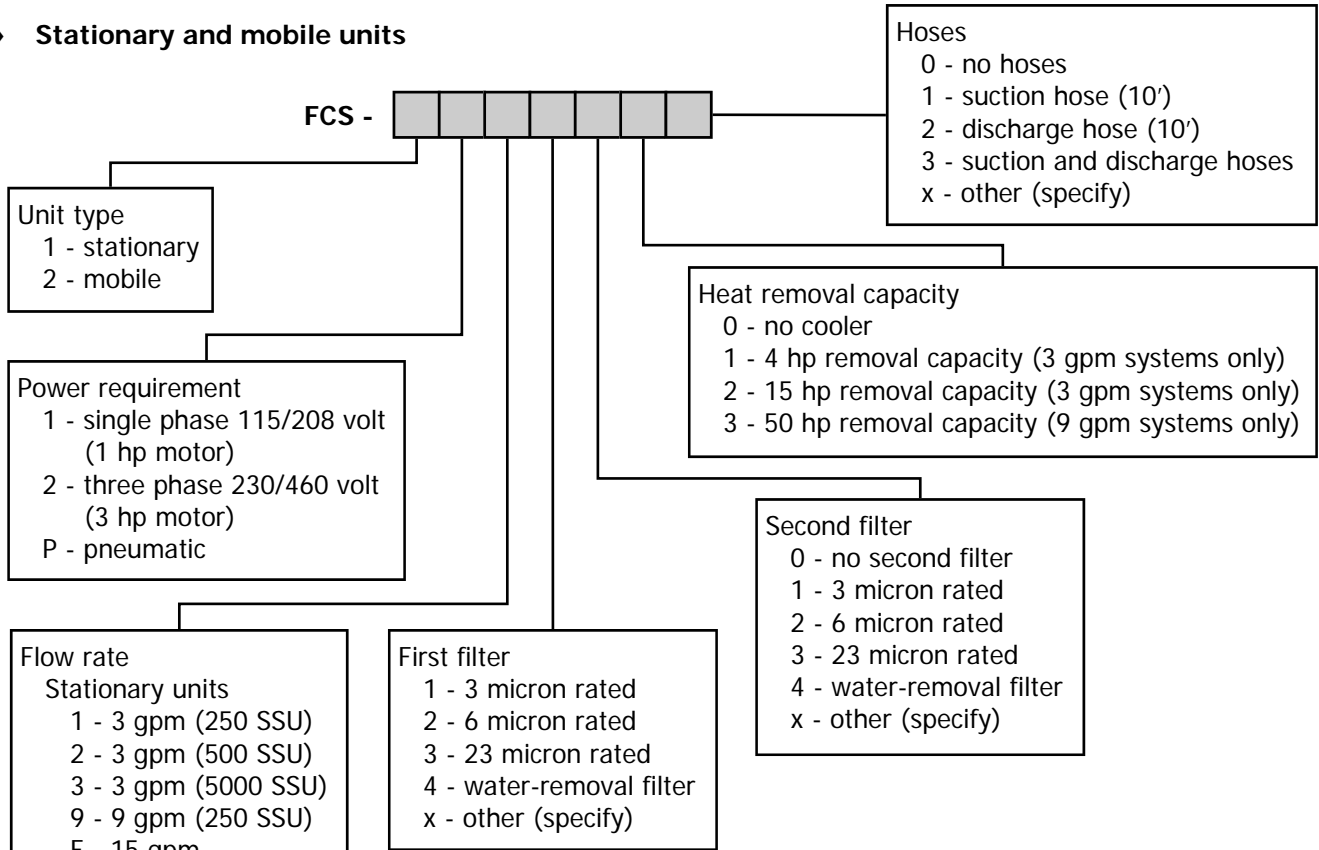 Stationary and mobile units
FCS -
Hoses
0 - no hoses
1 - suction hose (10′)
2 - discharge hose (10′)
3 - suction and discharge hoses
x - other (specify)
Unit type
1 - stationary
2 - mobile
Heat removal capacity
0 - no cooler
1 - 4 hp removal capacity (3 gpm systems only)
2 - 15 hp removal capacity (3 gpm systems only)
3 - 50 hp removal capacity (9 gpm systems only)
Power requirement
1 - single phase 115/208 volt
(1 hp motor)
2 - three phase 230/460 volt
(3 hp motor)
P - pneumatic
Second filter
0 - no second filter
1 - 3 micron rated
2 - 6 micron rated
3 - 23 micron rated
4 - water-removal filter
x - other (specify)
Flow rate
Stationary units
1 - 3 gpm (250 SSU)
2 - 3 gpm (500 SSU)
3 - 3 gpm (5000 SSU)
9 - 9 gpm (250 SSU)
15 gpm
First filter
1 - 3 micron rated
2 - 6 micron rated
3 - 23 micron rated
4 - water-removal filter
x - other (specify)